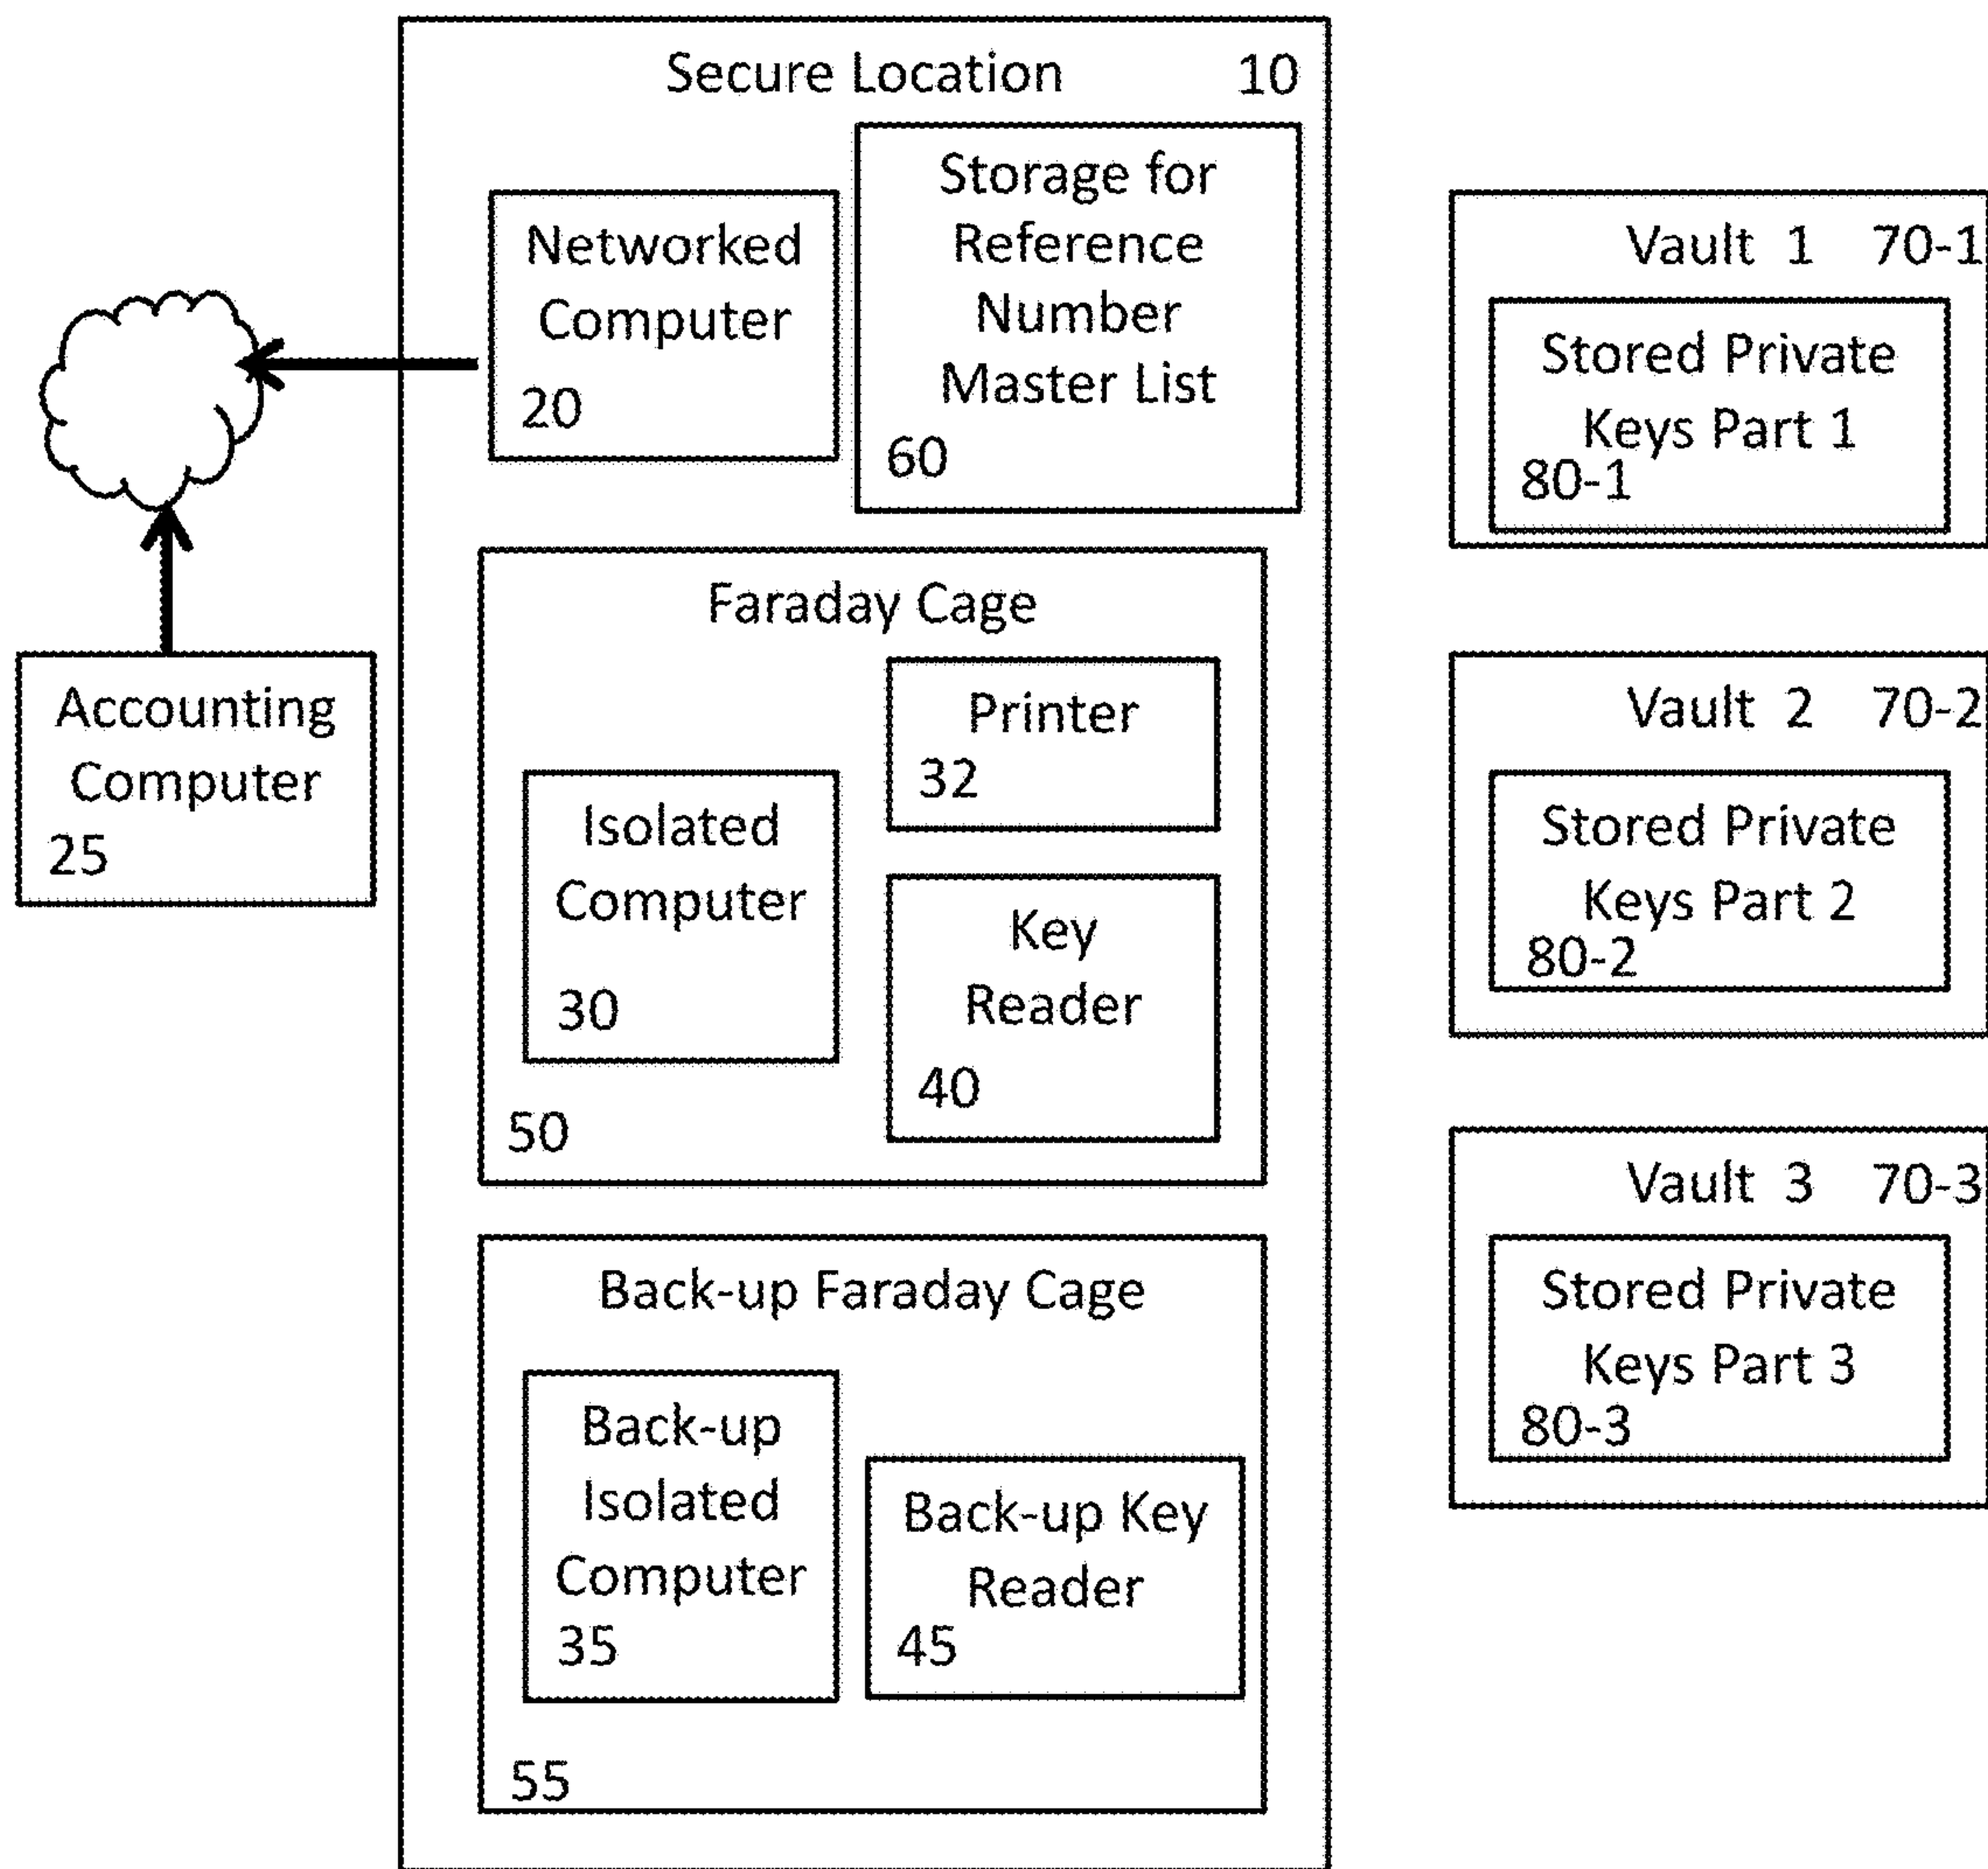 Secure Location 10
Networked
Computer
20
Storage for
Reference
Number
Master List
60
Accounting
Computer
25
Faraday Cage
Printer
32
Isolated
Computer
30
Key
Reader
40
50
Back-up Faraday Cage
Back-up
Isolated
Computer
35
Back-up Key
Reader
45
55
Vault 1 70-1
Stored Private
Keys Part 1
80-1
Vault 2 70-2
Stored Private
Keys Part 2
80-2
Vault 3 70-3
Stored Private
Keys Part 3
80-3